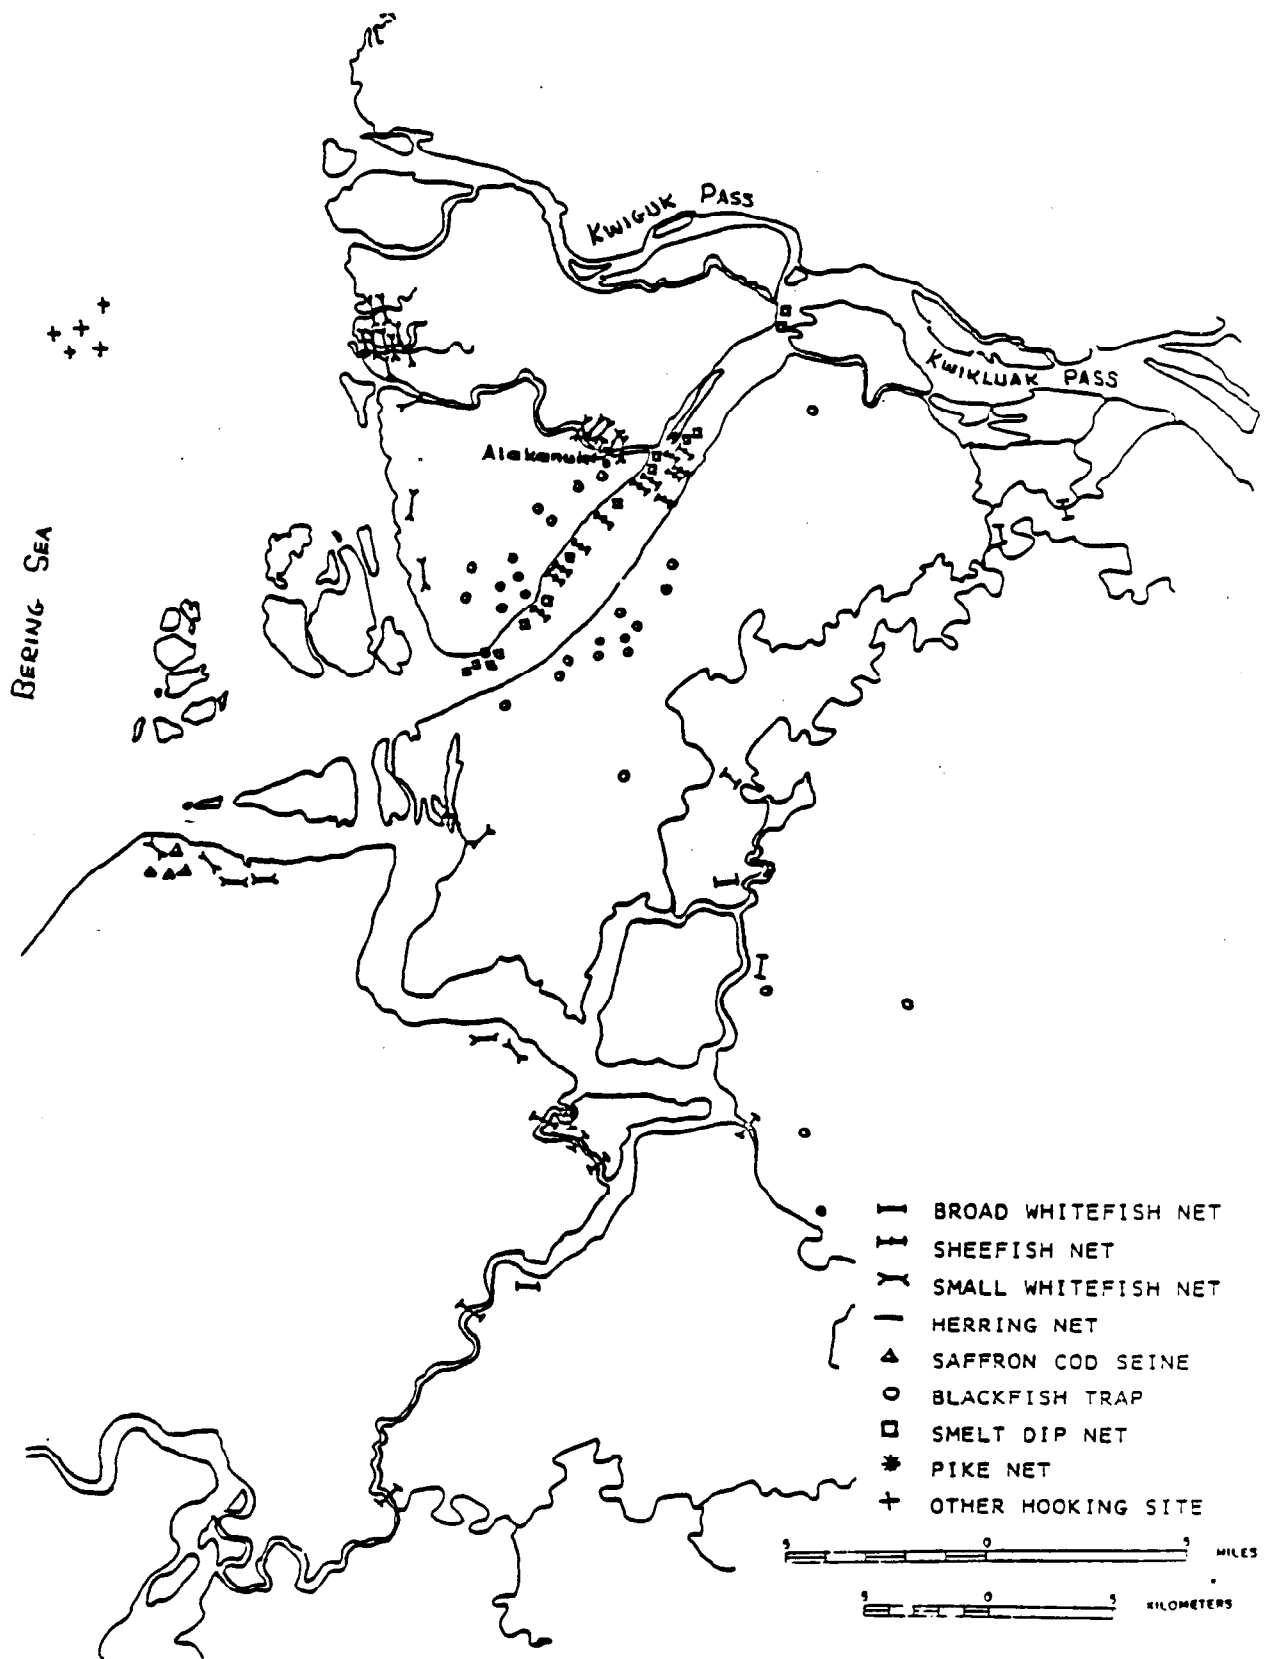 KWIGUK PASS
KWIKLUAK PASS
Alakanuk
BERING SEA
BROAD WHITEFISH NET
SHEEFISH NET
SMALL WHITEFISH NET
HERRING NET
SAFFRON COD SEINE
BLACKFISH TRAP
SMELT DIP NET
PIKE NET
OTHER HOOKING SITE
5 0 5 MILES
5 0 5 KILOMETERS